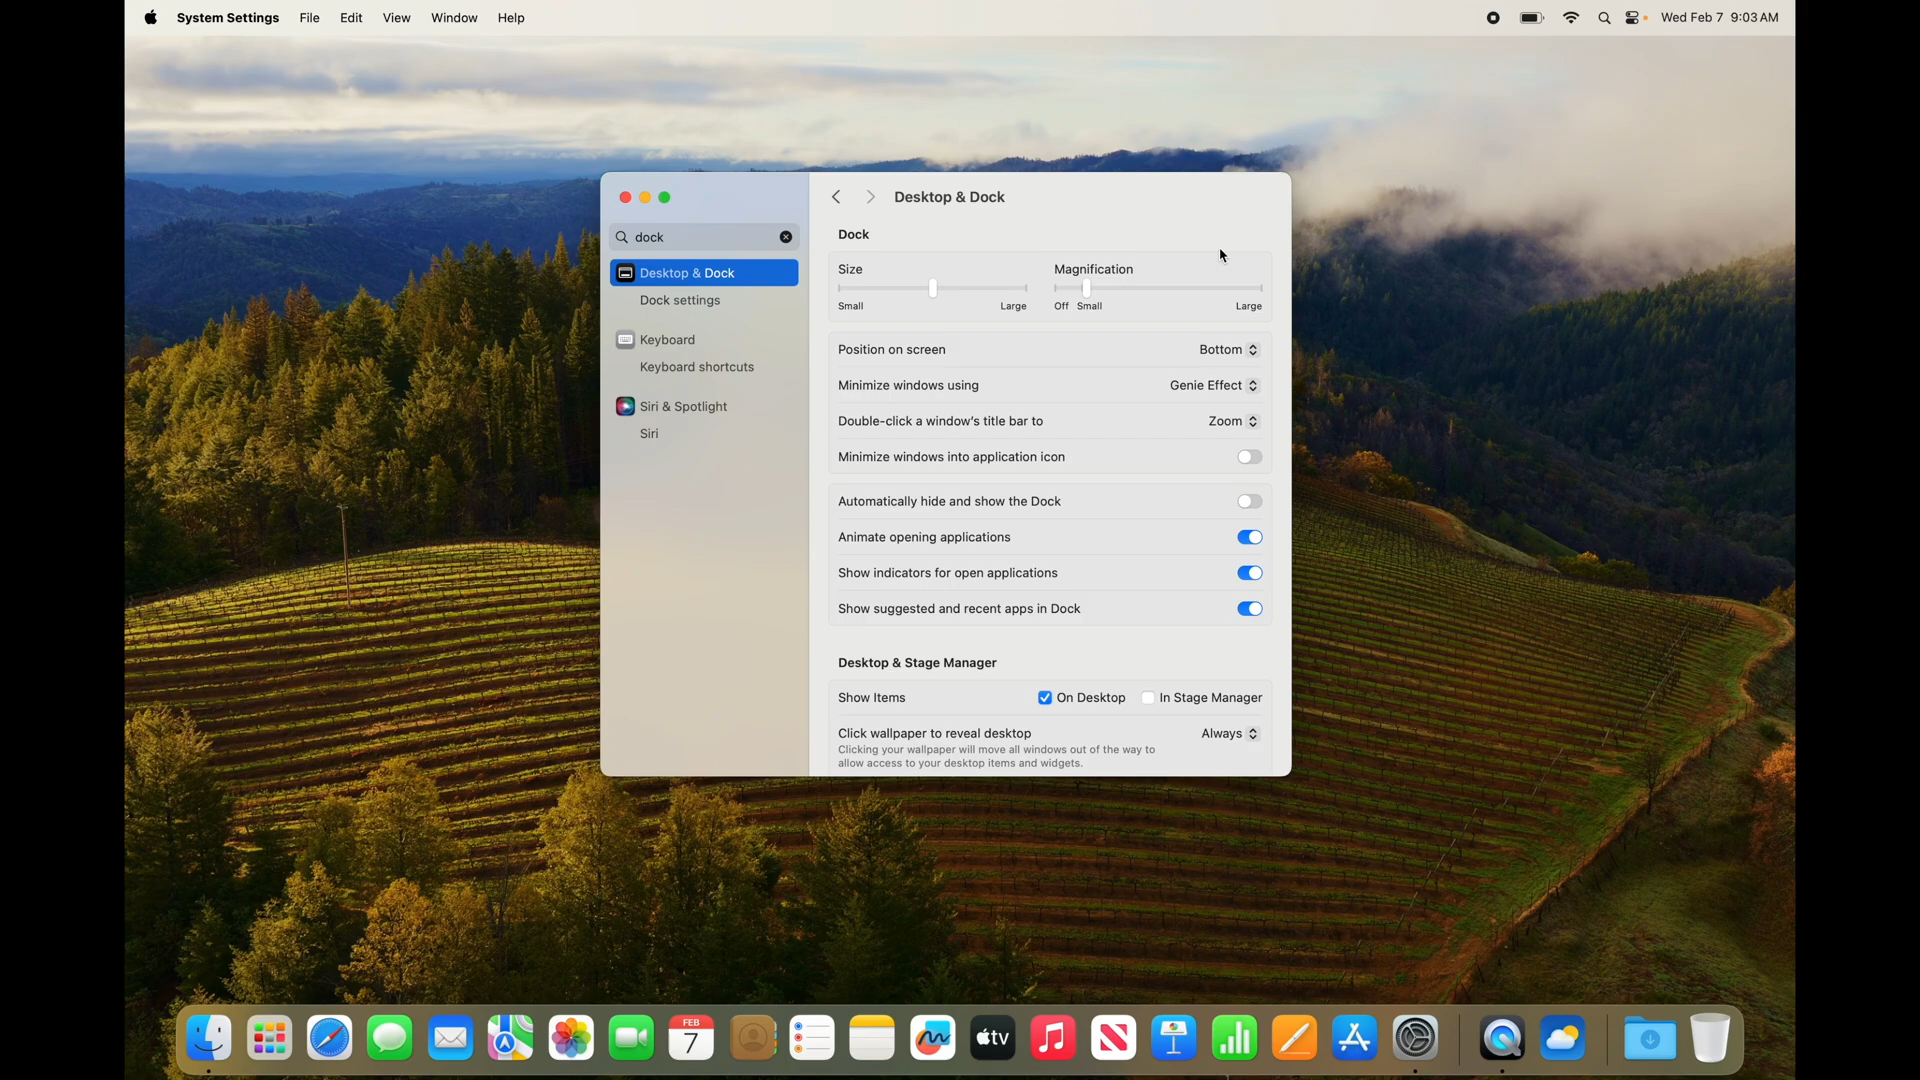 System Settings File Edit View Window Help Wed Feb 7 9:03 AM
dock
Desktop & Dock
Dock settings
Keyboard
Keyboard shortcuts
Siri & Spotlight
Siri
Desktop & Dock
Dock
Size Magnification
Small Large Off Small Large
Position on screen Bottom
Minimize windows using Genie Effect
Double-click a window's title bar to Zoom
Minimize windows into application icon
Automatically hide and show the Dock
Animate opening applications
Show indicators for open applications
Show suggested and recent apps in Dock
Desktop & Stage Manager
Show Items On Desktop In Stage Manager
Click wallpaper to reveal desktop Always
Clicking your wallpaper will move all windows out of the way to
allow access to your desktop items and widgets.
FEB
7
tv